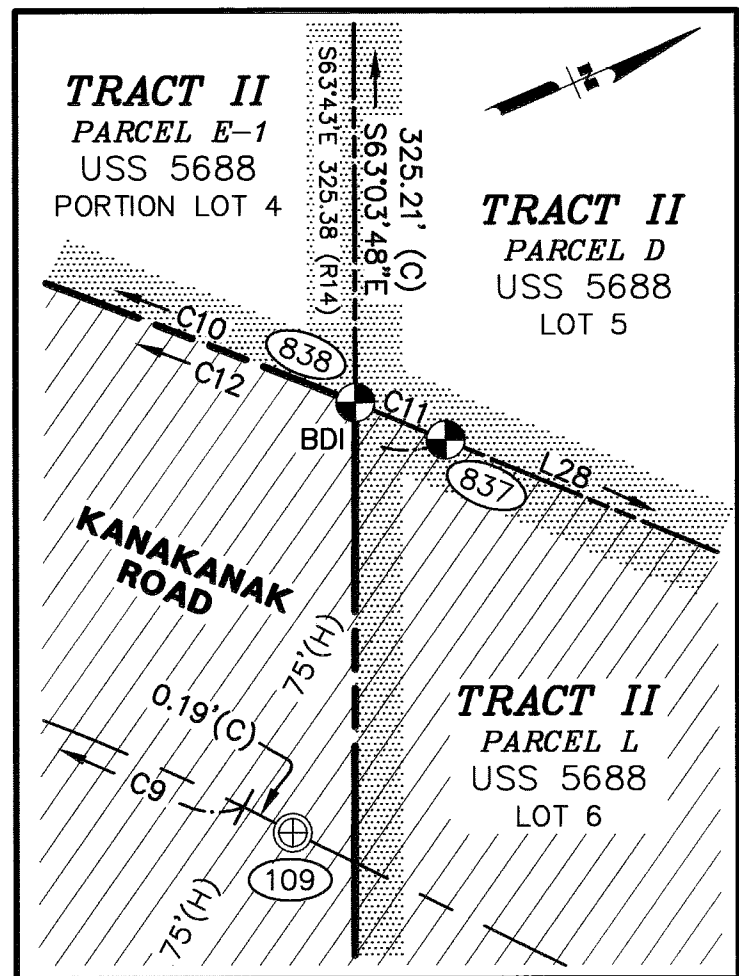 TRACT II
PARCEL E-1
USS 5688
PORTION LOT 4
S63°43'E 325.38 (R14)
325.21' (C)
S63°03'48"E
TRACT II
PARCEL D
USS 5688
LOT 5
C10
C12
838
C11
BDI
837
L28
KANAKANAK
ROAD
75'(H)
0.19'(C)
TRACT II
PARCEL L
USS 5688
LOT 6
C9
109
75'(H)